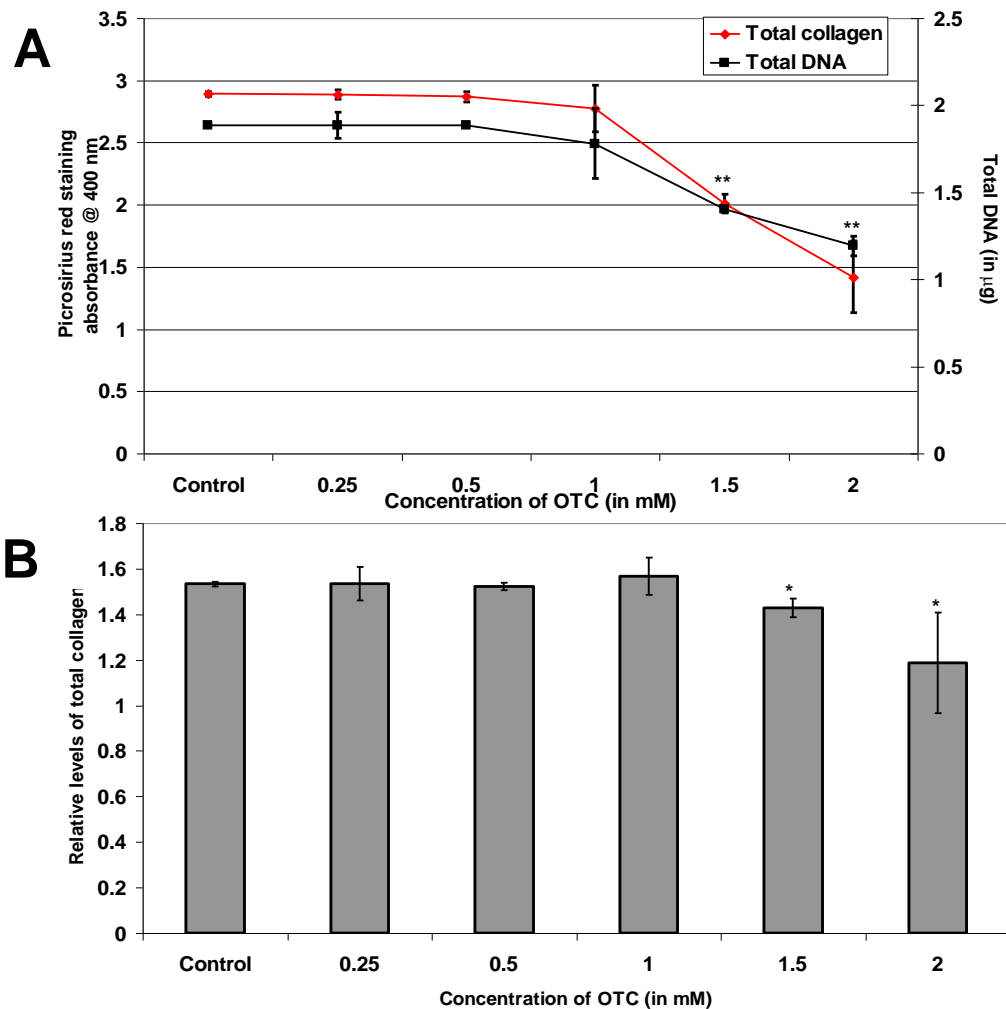 A
3.5
3
2.5
2
1.5
1
0.5
0
Picrosirius red staining
absorbance @ 400 nm
Total collagen
Total DNA
**
**
2.5
2
1.5
1
0.5
0
Total DNA (in µg)
Control 0.25 0.5 1 1.5 2
Concentration of OTC (in mM)
B
1.8
1.6
1.4
1.2
1
0.8
0.6
0.4
0.2
0
Relative levels of total collagen
*
*
Control 0.25 0.5 1 1.5 2
Concentration of OTC (in mM)